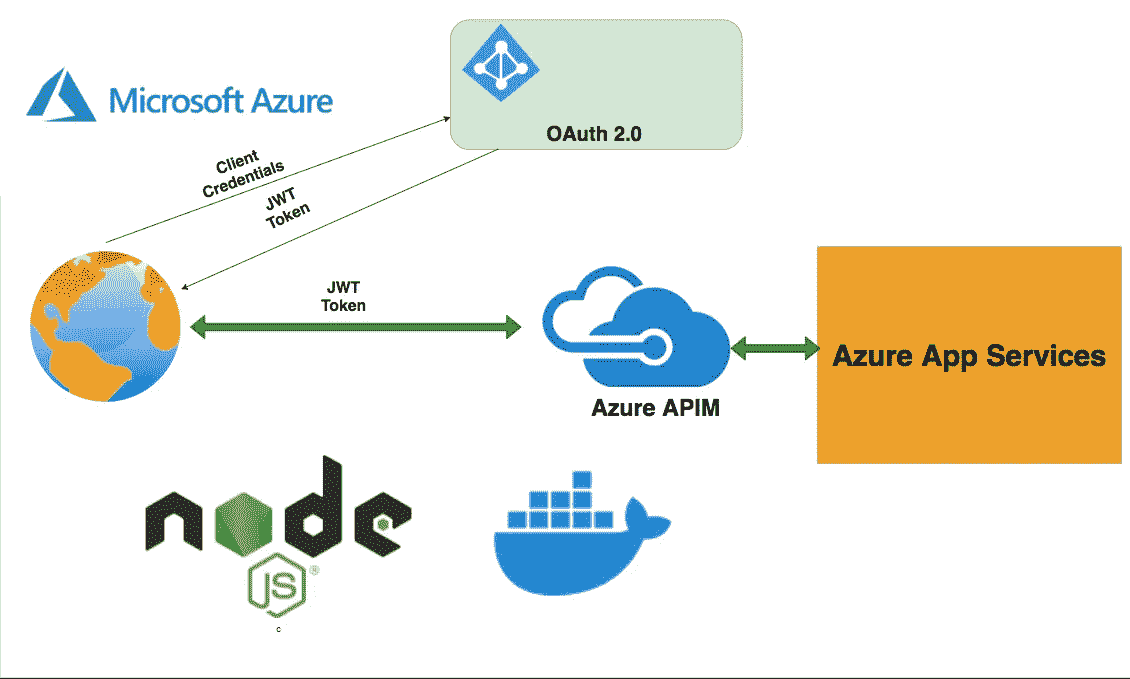 Microsoft Azure
OAuth 2.0
Client
Credentials
JWT
Token
JWT
Token
Azure APIM
Azure App Services
node
JS
®
c